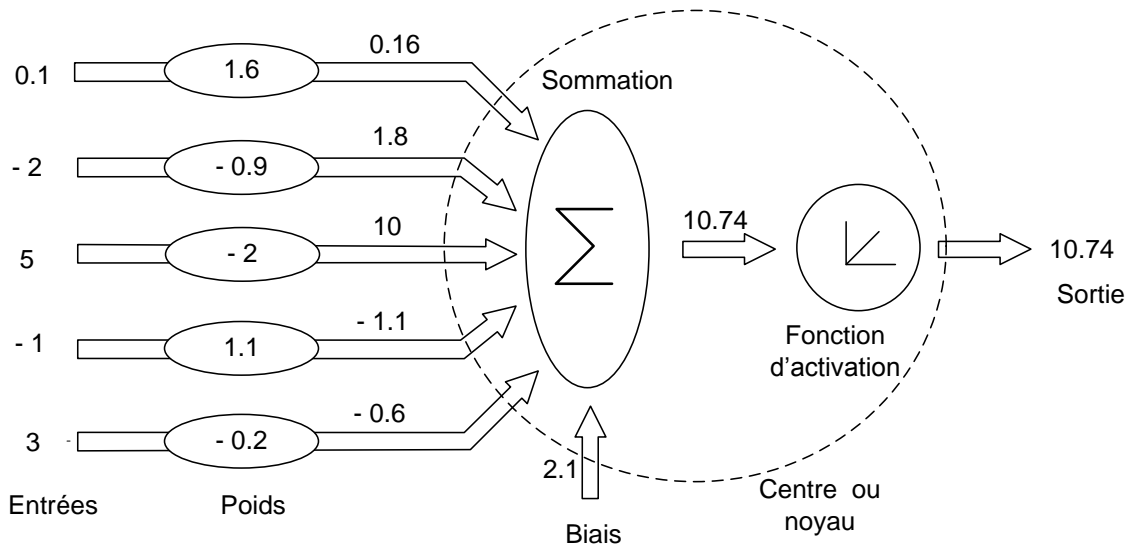 0.16
0.1
1.6
Sommation
1.8
- 2
- 0.9
10
10.74
5
- 2
10.74
Sortie
- 1.1
- 1
1.1
Fonction
d'activation
- 0.6
3
- 0.2
2.1
Entrées
Poids
Centre ou
noyau
Biais